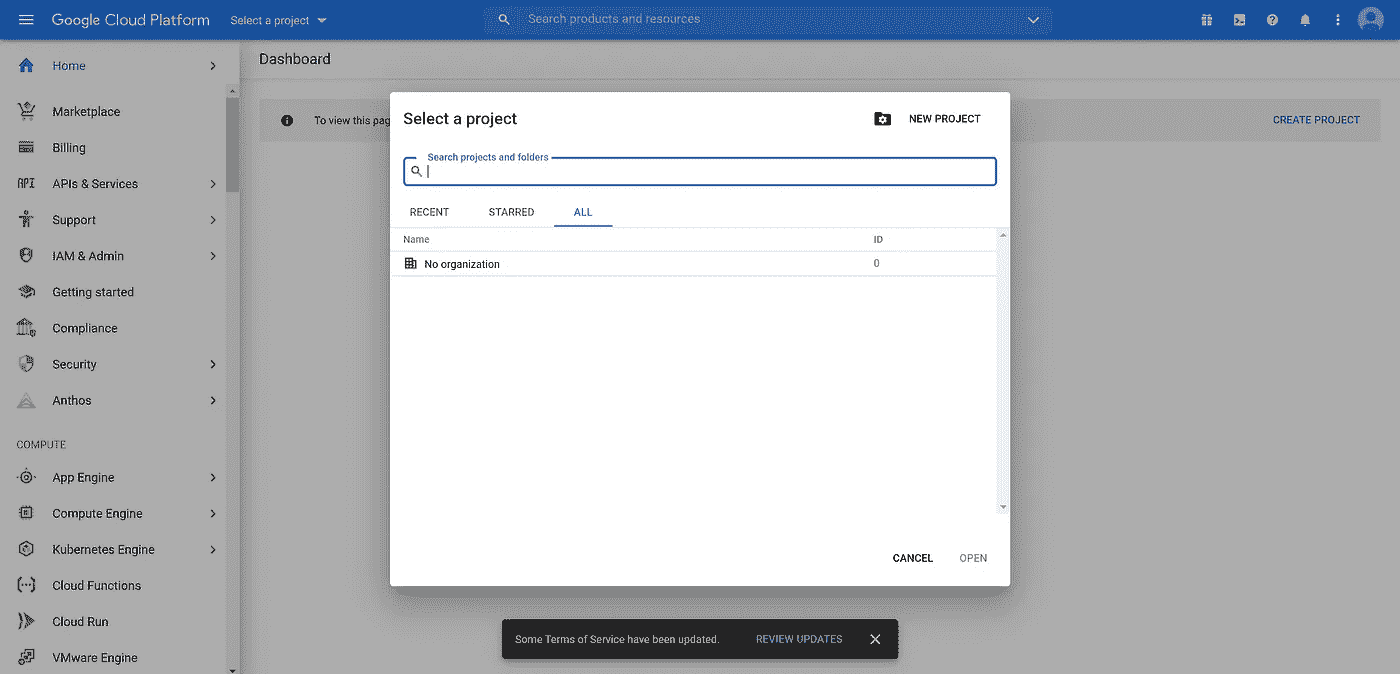 Google Cloud Platform
Select a project
Search products and resources
Home
Marketplace
Billing
API
APIs & Services
Support
IAM & Admin
Getting started
Compliance
Security
Anthos
COMPUTE
App Engine
Compute Engine
Kubernetes Engine
Cloud Functions
Cloud Run
VMware Engine
Dashboard
To view this pag
CREATE PROJECT
Select a project
NEW PROJECT
Search projects and folders
RECENT STARRED ALL
Name ID
No organization 0
CANCEL OPEN
Some Terms of Service have been updated. REVIEW UPDATES